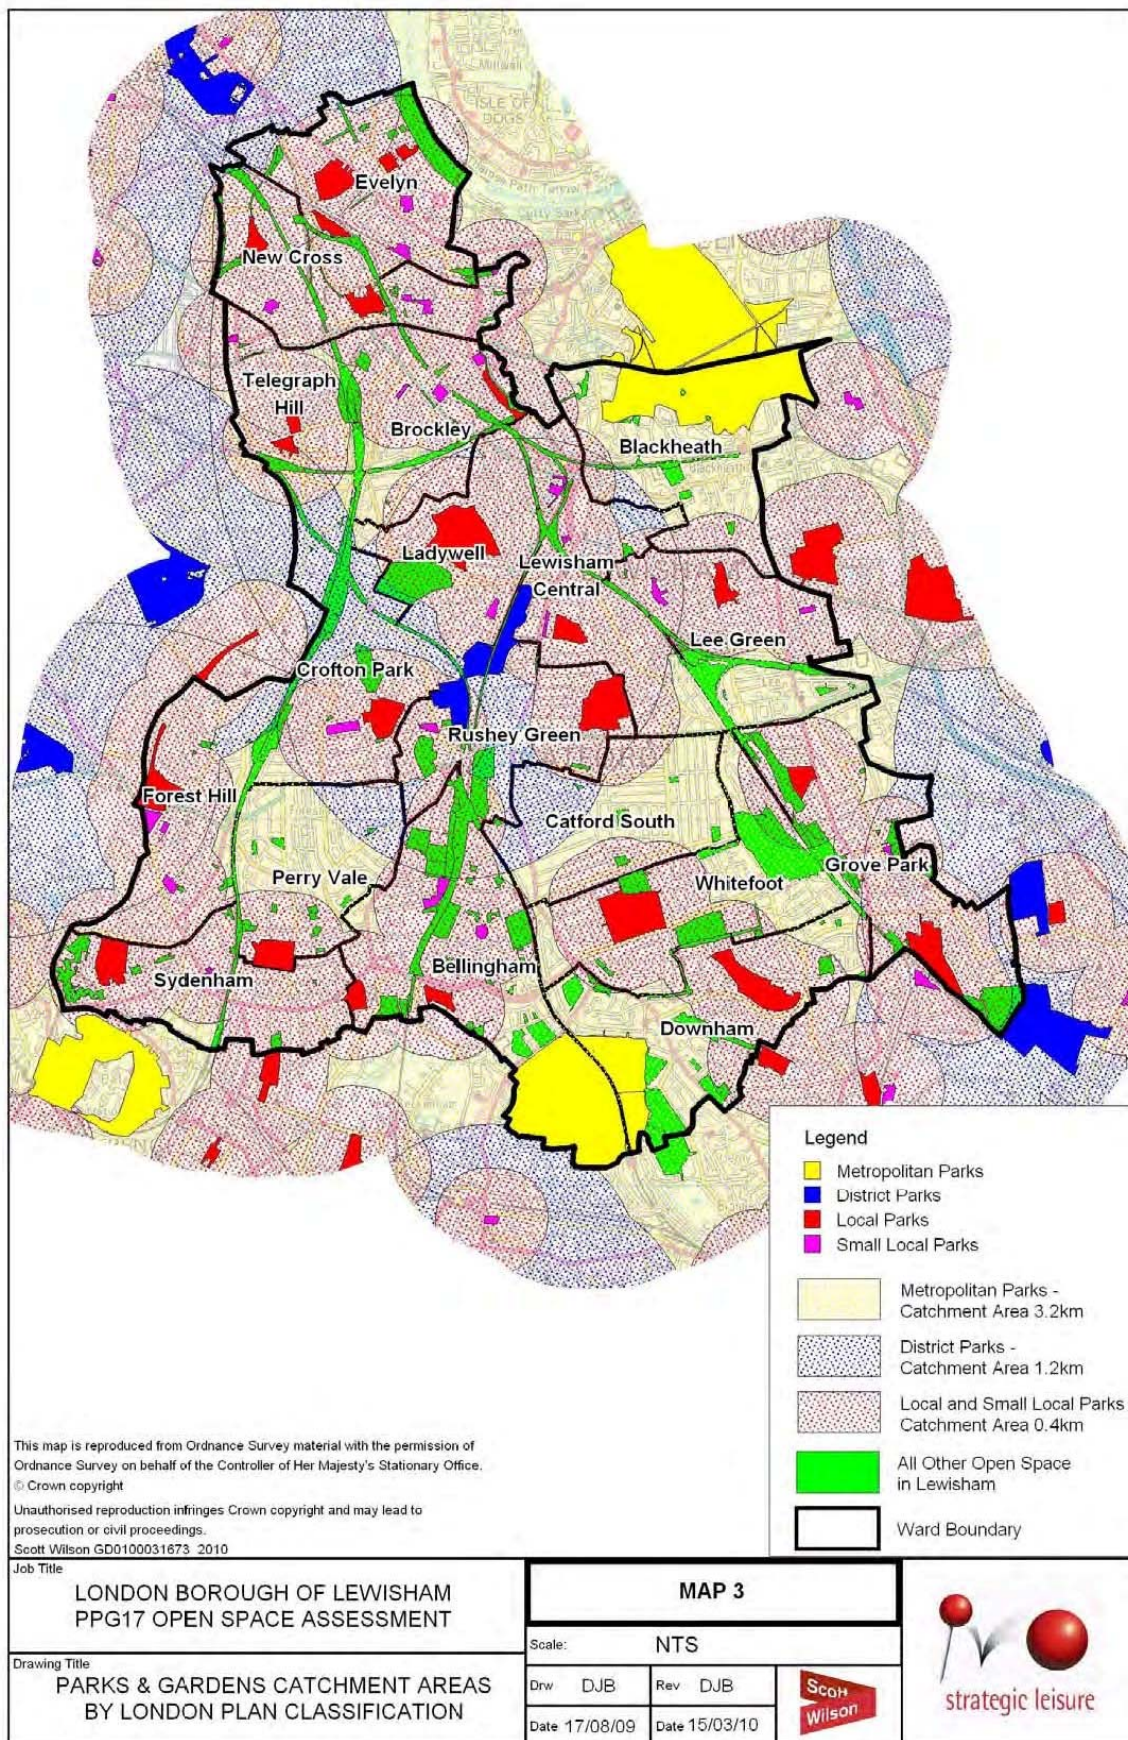 ISLE OF
DOGS
Evelyn
New Cross
Telegraph
Hill
Brockley
Blackheath
Ladywell
Lewisham
Central
Lee Green
Crofton Park
Rushey Green
Forest Hill
Catford South
Perry Vale
Whitefoot
Grove Park
Sydenham
Bellingham
Downham
Legend
Metropolitan Parks
District Parks
Local Parks
Small Local Parks
Metropolitan Parks -
Catchment Area 3.2km
District Parks -
Catchment Area 1.2km
Local and Small Local Parks
Catchment Area 0.4km
All Other Open Space
in Lewisham
Ward Boundary
This map is reproduced from Ordnance Survey material with the permission of
Ordnance Survey on behalf of the Controller of Her Majesty's Stationary Office.
© Crown copyright
Unauthorised reproduction infringes Crown copyright and may lead to
prosecution or civil proceedings.
Scott Wilson GD0100031673 2010
Job Title
LONDON BOROUGH OF LEWISHAM
PPG17 OPEN SPACE ASSESSMENT
Drawing Title
PARKS & GARDENS CATCHMENT AREAS
BY LONDON PLAN CLASSIFICATION
MAP 3
Scale: NTS
Drw DJB
Rev DJB
Date 17/08/09
Date 15/03/10
Scott
Wilson
strategic leisure